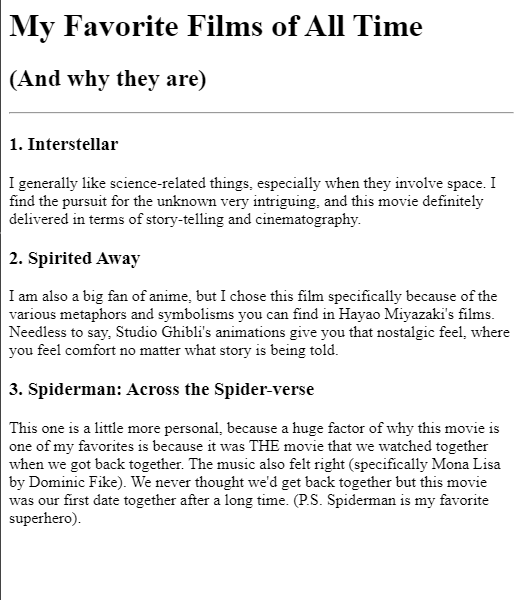 My Favorite Films of All Time
(And why they are)
1. Interstellar
I generally like science-related things, especially when they involve space. I
find the pursuit for the unknown very intriguing, and this movie definitely
delivered in terms of story-telling and cinematography.
2. Spirited Away
I am also a big fan of anime, but I chose this film specifically because of the
various metaphors and symbolisms you can find in Hayao Miyazaki's films.
Needless to say, Studio Ghibli's animations give you that nostalgic feel, where
you feel comfort no matter what story is being told.
3. Spiderman: Across the Spider-verse
This one is a little more personal, because a huge factor of why this movie is
one of my favorites is because it was THE movie that we watched together
when we got back together. The music also felt right (specifically Mona Lisa
by Dominic Fike). We never thought we'd get back together but this movie
was our first date together after a long time. (P.S. Spiderman is my favorite
superhero).